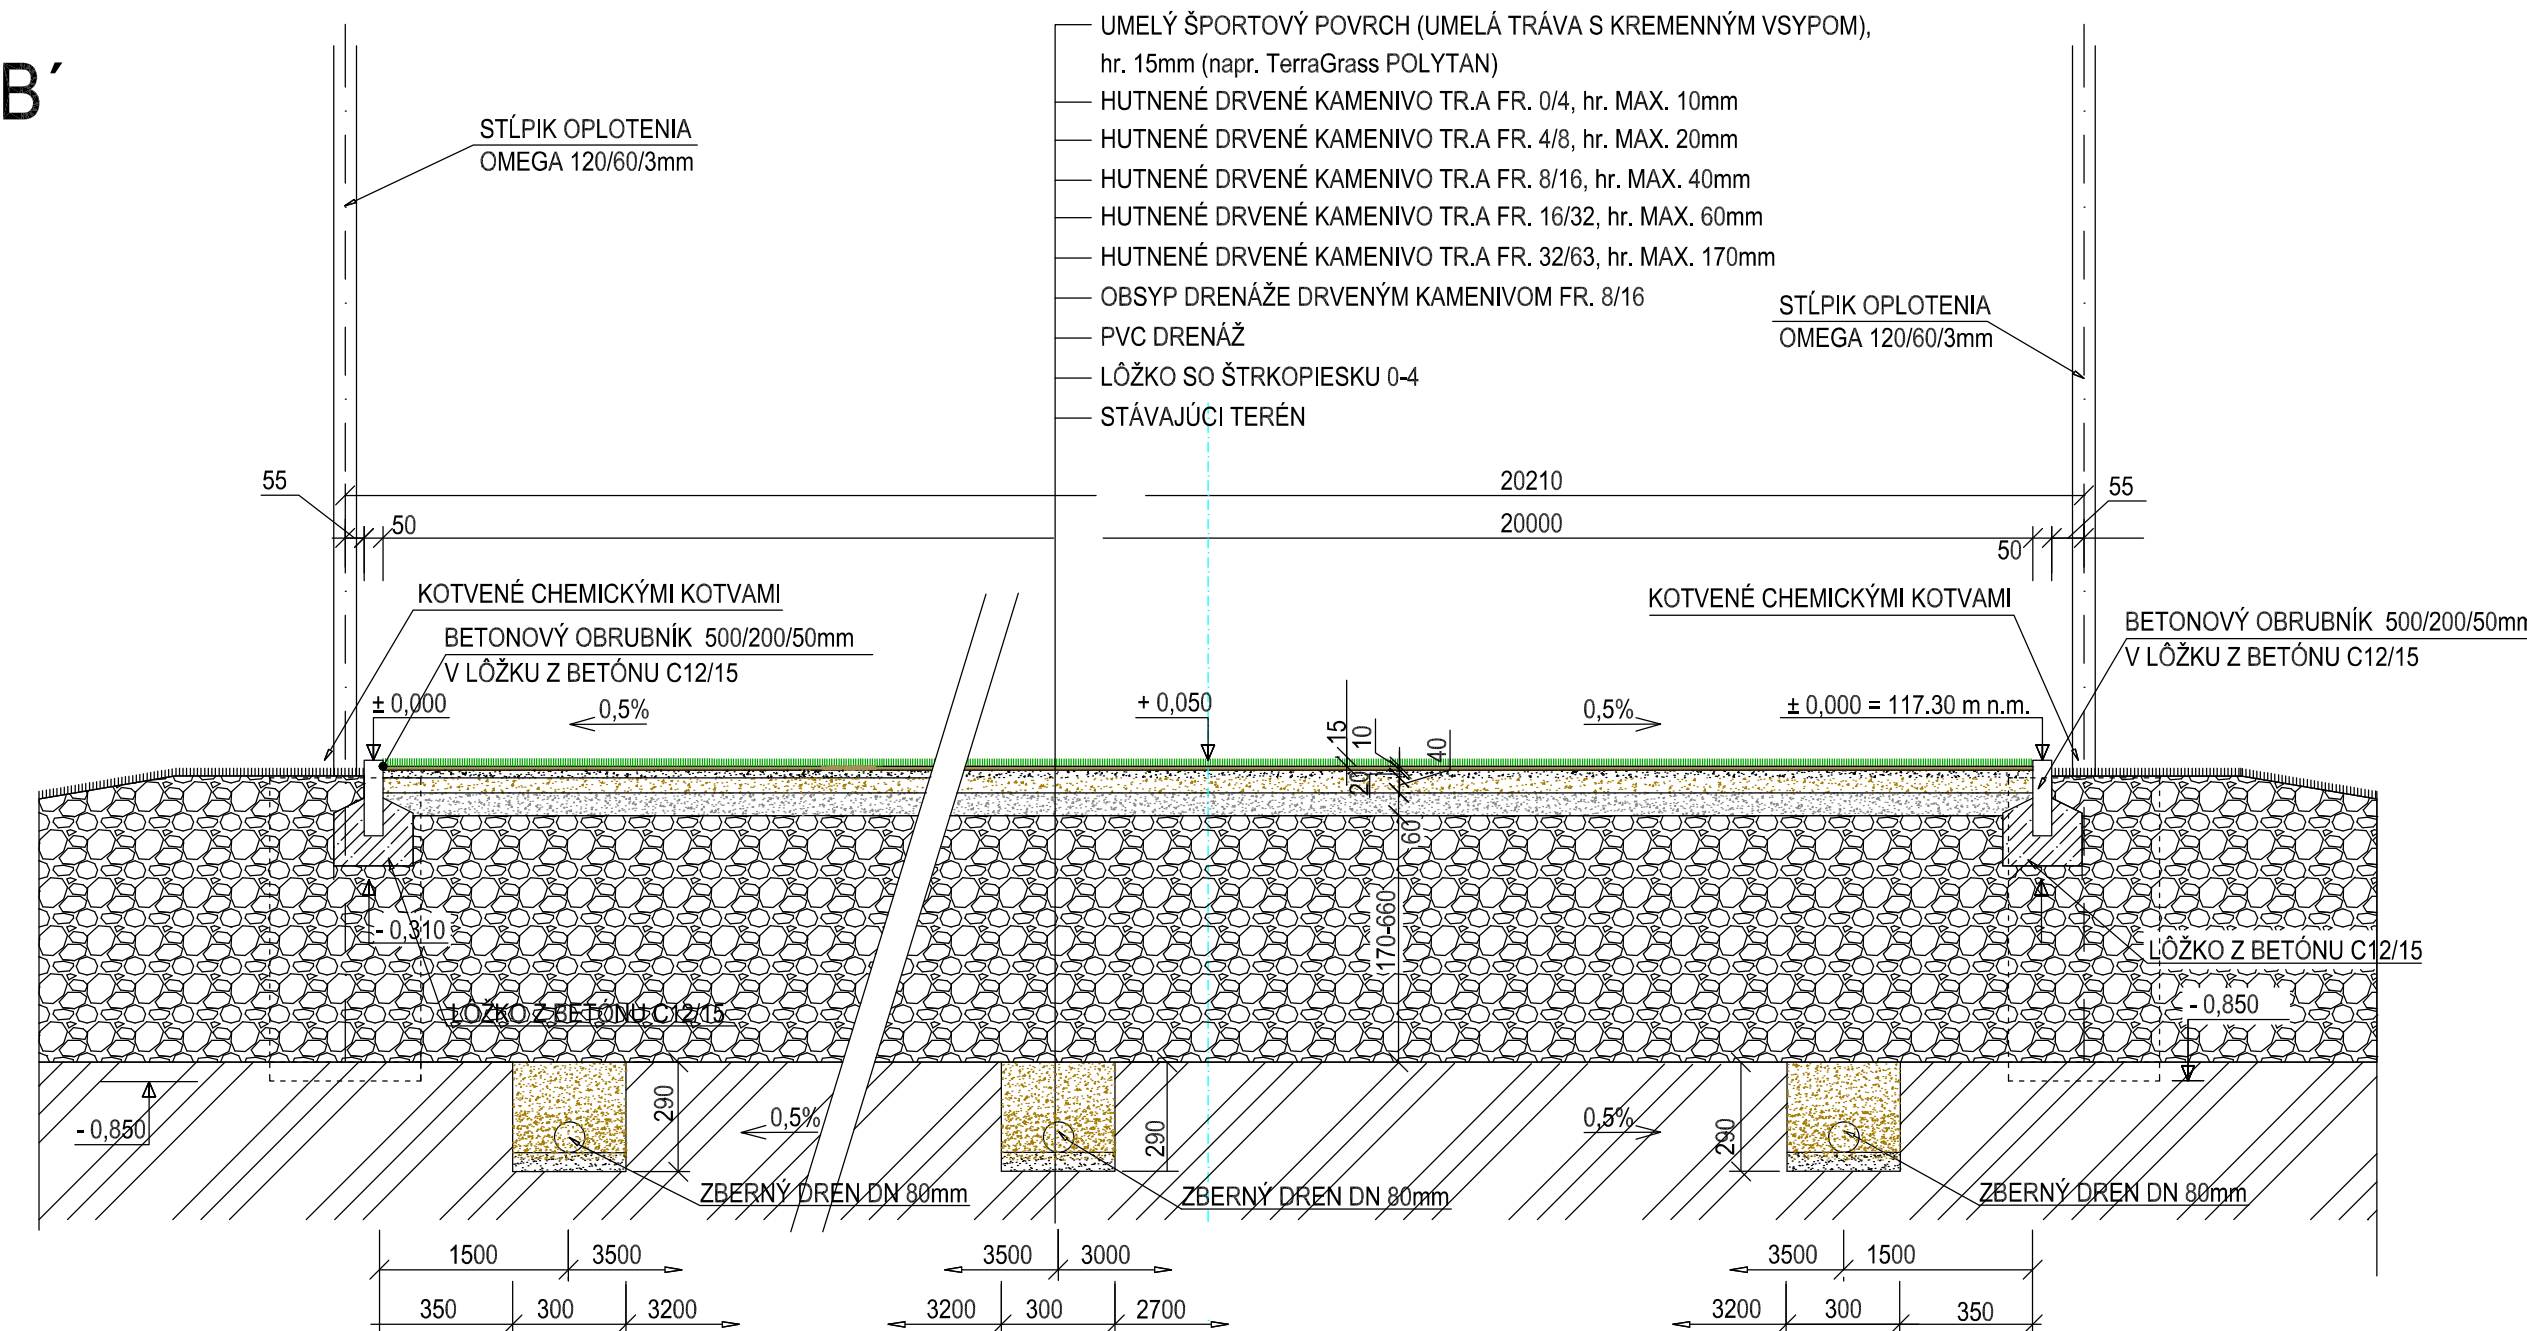 B´
UMELÝ ŠPORTOVÝ POVRCH (UMELÁ TRÁVA S KREMENNÝM VSYPOM),
hr. 15mm (napr. TerraGrass POLYTAN)
HUTNENÉ DRVENÉ KAMENIVO TR.A FR. 0/4, hr. MAX. 10mm
HUTNENÉ DRVENÉ KAMENIVO TR.A FR. 4/8, hr. MAX. 20mm
HUTNENÉ DRVENÉ KAMENIVO TR.A FR. 8/16, hr. MAX. 40mm
HUTNENÉ DRVENÉ KAMENIVO TR.A FR. 16/32, hr. MAX. 60mm
HUTNENÉ DRVENÉ KAMENIVO TR.A FR. 32/63, hr. MAX. 170mm
OBSYP DRENÁŽE DRVENÝM KAMENIVOM FR. 8/16
PVC DRENÁŽ
LÔŽKO SO ŠTRKOPIESKU 0-4
STÁVAJÚCI TERÉN
STĹPIK OPLOTENIA
OMEGA 120/60/3mm
STĹPIK OPLOTENIA
OMEGA 120/60/3mm
55
20210
55
50
20000
50
KOTVENÉ CHEMICKÝMI KOTVAMI
KOTVENÉ CHEMICKÝMI KOTVAMI
BETONOVÝ OBRUBNÍK 500/200/50mm
V LÔŽKU Z BETÓNU C12/15
BETONOVÝ OBRUBNÍK 500/200/50mm
V LÔŽKU Z BETÓNU C12/15
± 0,000
0,5%
+ 0,050
0,5%
± 0,000 = 117.30 m n.m.
15
10
40
20
60
170-660
- 0,310
LÔŽKO Z BETÓNU C12/15
LÔŽKO Z BETÓNU C12/15
- 0,850
- 0,850
290
0,5%
290
0,5%
290
ZBERNÝ DREN DN 80mm
ZBERNÝ DREN DN 80mm
ZBERNÝ DREN DN 80mm
1500
3500
3500
3000
3500
1500
350
300
3200
3200
300
2700
3200
300
350